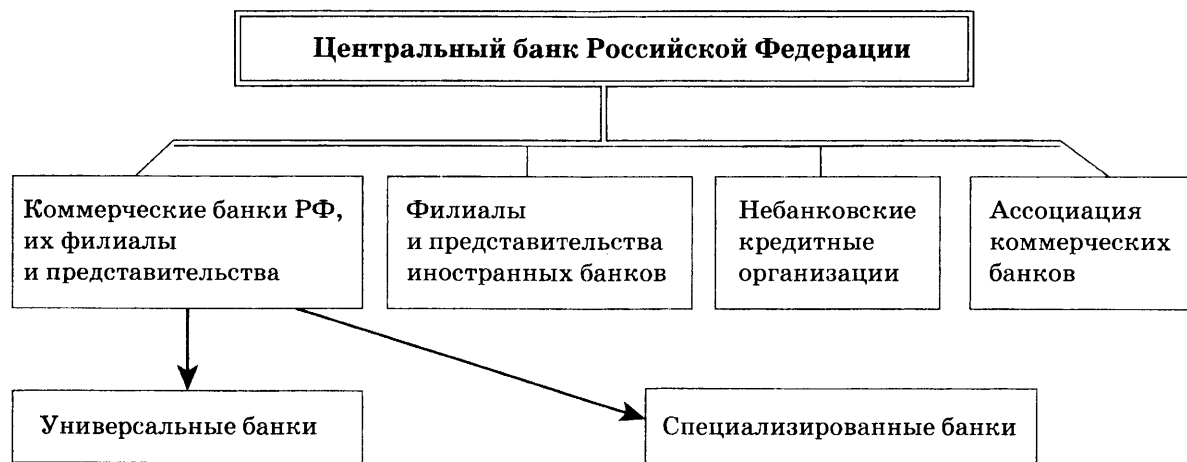 Центральный банк Российской Федерации
Коммерческие банки РФ,
их филиалы
и представительства
Филиалы
и представительства
иностранных банков
Небанковские
кредитные
организации
Ассоциация
коммерческих
банков
Универсальные банки
Специализированные банки